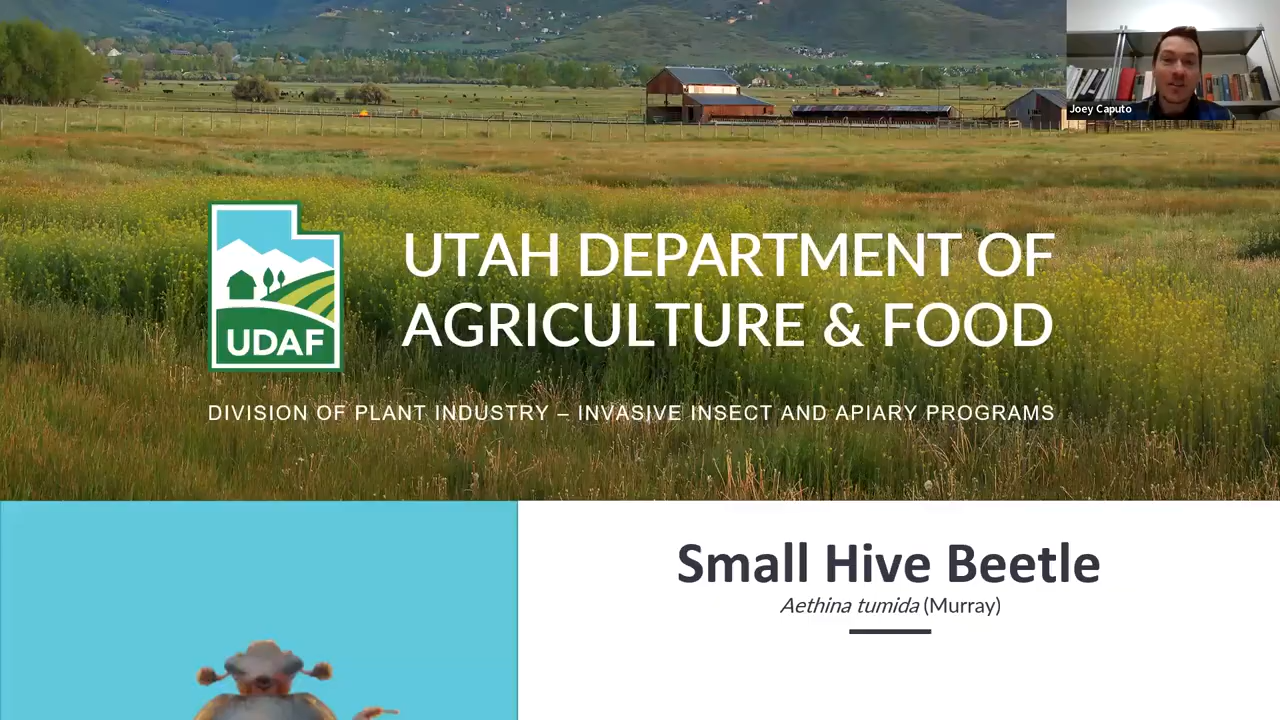 Joey Caputo
UTAH DEPARTMENT OF
AGRICULTURE & FOOD
UDAF
DIVISION OF PLANT INDUSTRY – INVASIVE INSECT AND APIARY PROGRAMS
Small Hive Beetle
Aethina tumida (Murray)